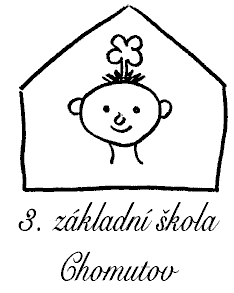 3. základní škola
Chomutov